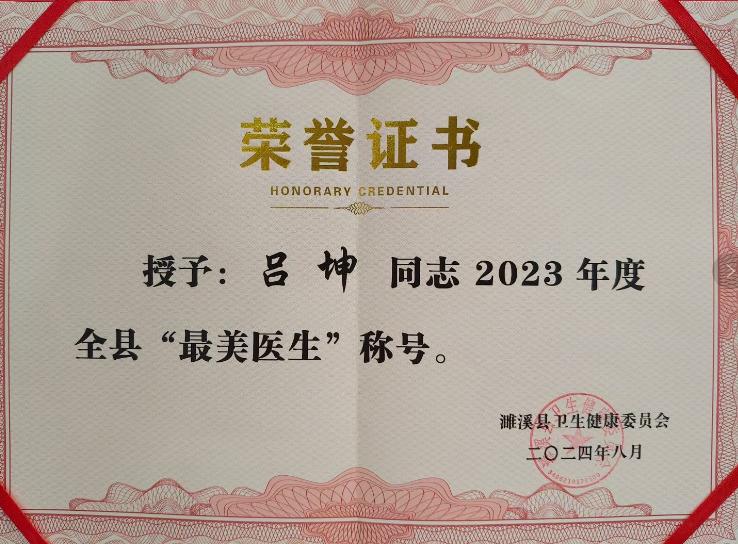 荣誉证书
HONORARY CREDENTIAL
授予：吕坤 同志 2023 年度
全县“最美医生”称号。
濉溪县卫生健康委员会
二〇二四年八月